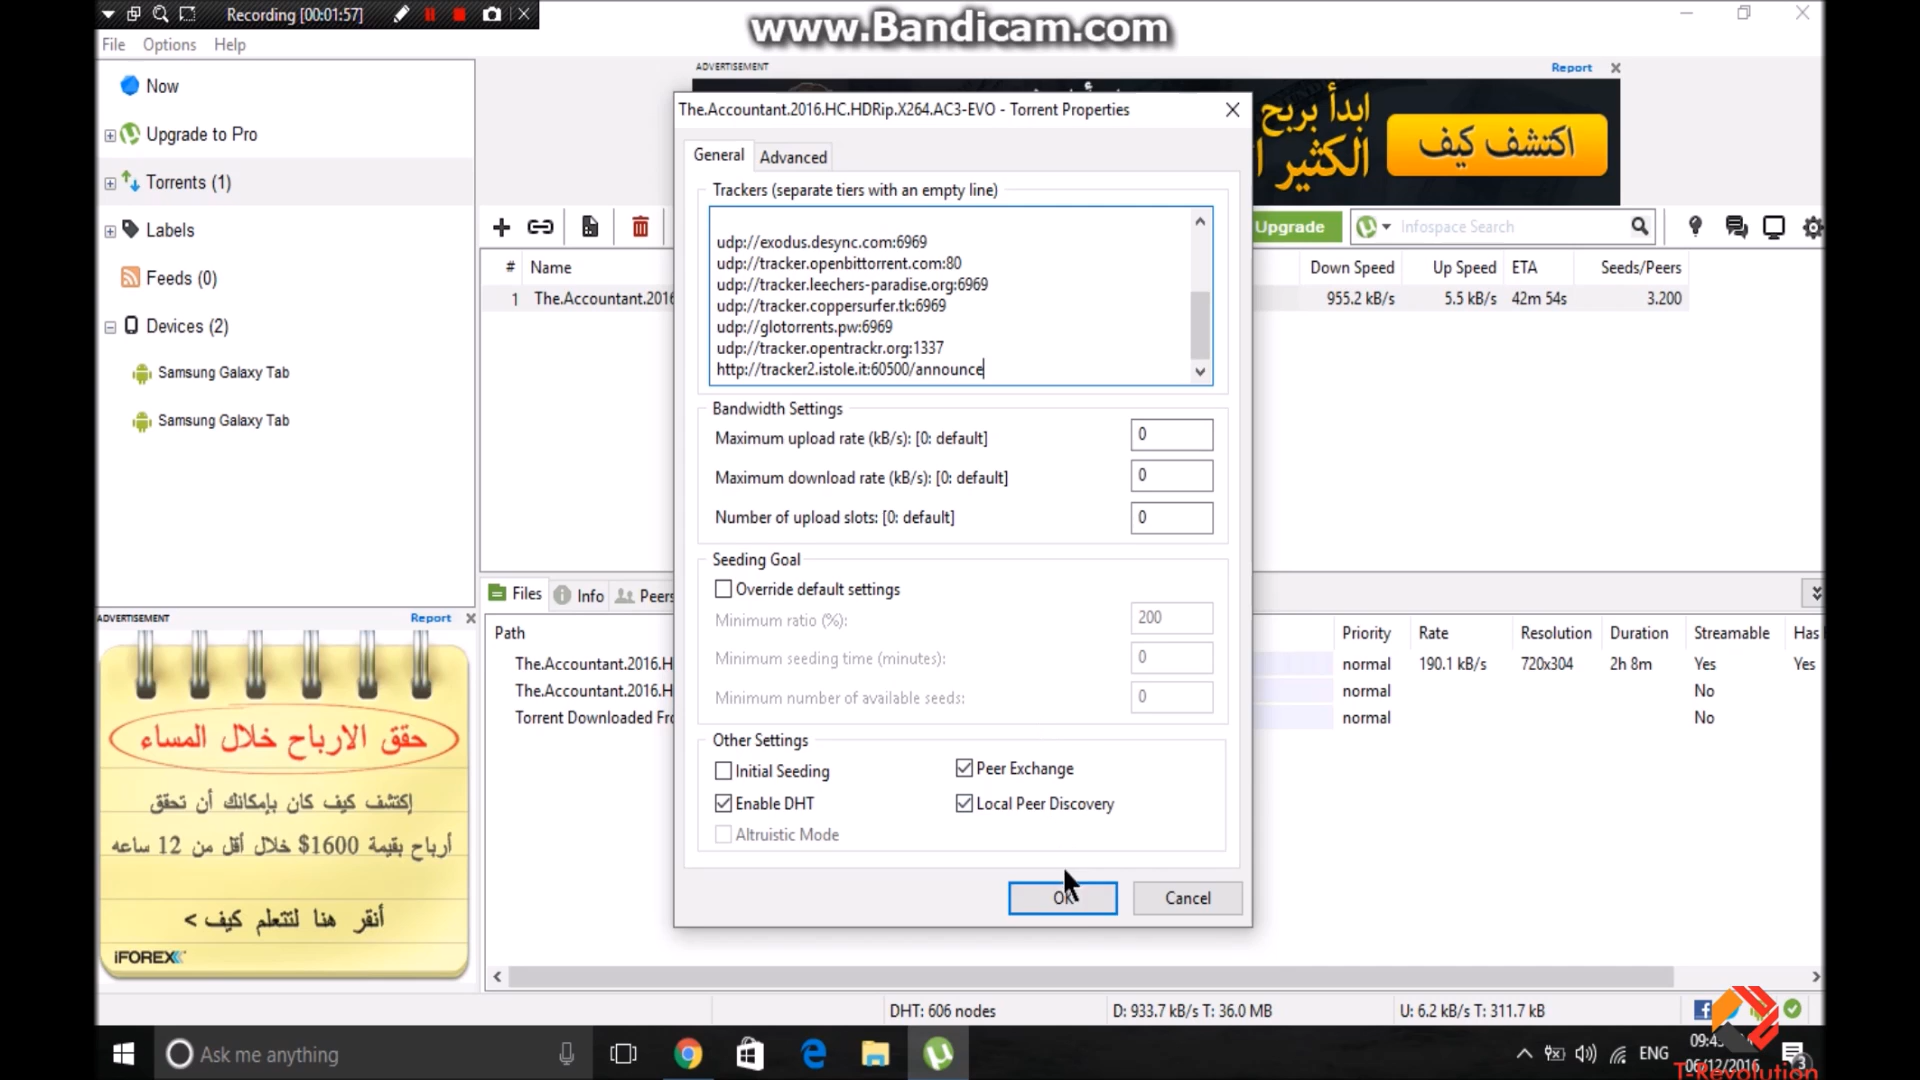 Recording [00:01:57]
www.Bandicam.com
File Options Help
Now
Upgrade to Pro
Torrents (1)
Labels
Feeds (0)
Devices (2)
Samsung Galaxy Tab
Samsung Galaxy Tab
ADVERTISEMENT Report
ابدأ بربح
الكثير
اكتشف كيف
Upgrade
Infospace Search
# Name Down Speed Up Speed ETA Seeds/Peers
1 The.Accountant.2016 955.2 kB/s 5.5 kB/s 42m 54s 3.200
The.Accountant.2016.HC.HDRip.X264.AC3-EVO - Torrent Properties
General Advanced
Trackers (separate tiers with an empty line)
udp://exodus.desync.com:6969
udp://tracker.openbittorrent.com:80
udp://tracker.leechers-paradise.org:6969
udp://tracker.coppersurfer.tk:6969
udp://glotorrents.pw:6969
udp://tracker.opentrackr.org:1337
http://tracker2.istole.it:60500/announce
Bandwidth Settings
Maximum upload rate (kB/s): [0: default] 0
Maximum download rate (kB/s): [0: default] 0
Number of upload slots: [0: default] 0
Seeding Goal
Override default settings
Minimum ratio (%): 200
Minimum seeding time (minutes): 0
Minimum number of available seeds: 0
Other Settings
Initial Seeding Peer Exchange
Enable DHT Local Peer Discovery
Altruistic Mode
OK Cancel
Files Info Peers
Path Priority Rate Resolution Duration Streamable Has
The.Accountant.2016.H normal 190.1 kB/s 720x304 2h 8m Yes Yes
The.Accountant.2016.H normal No
Torrent Downloaded Fro normal No
ADVERTISEMENT Report
حقق الارباح خلال المساء
إكتشف كيف كان بإمكانك أن تحقق
أرباح بقيمة 1600$ خلال أقل من 12 ساعه
أنقر هنا لتتعلم كيف >
iFOREX
DHT: 606 nodes D: 933.7 kB/s T: 36.0 MB U: 6.2 kB/s T: 311.7 kB
Ask me anything
ENG
06/12/2016
3
T-Revolution